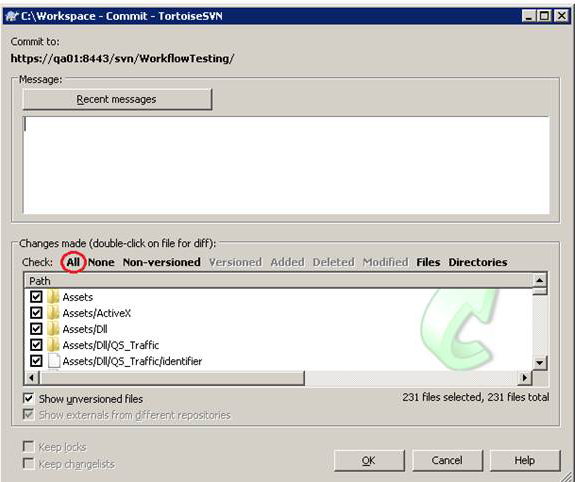 C:\Workspace - Commit - TortoiseSVN
Commit to:
https://qa01:8443/svn/WorkflowTesting/
Message:
Recent messages
Changes made (double-click on file for diff):
Check: All None Non-versioned Versioned Added Deleted Modified Files Directories
Path
Assets
Assets/ActiveX
Assets/Dll
Assets/Dll/QS_Traffic
Assets/Dll/QS_Traffic/identifier
Show unversioned files 231 files selected, 231 files total
Show externals from different repositories
Keep locks
Keep changelists
OK Cancel Help